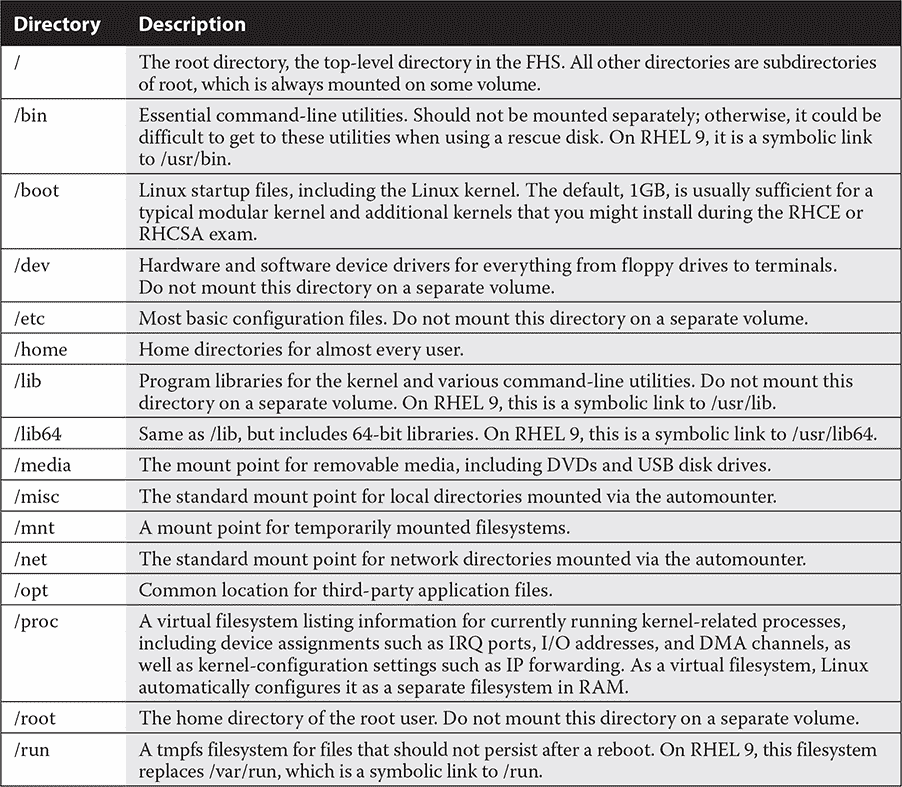 Directory Description
/ The root directory, the top-level directory in the FHS. All other directories are subdirectories
of root, which is always mounted on some volume.
/bin Essential command-line utilities. Should not be mounted separately; otherwise, it could be
difficult to get to these utilities when using a rescue disk. On RHEL 9, it is a symbolic link
to /usr/bin.
/boot Linux startup files, including the Linux kernel. The default, 1GB, is usually sufficient for a
typical modular kernel and additional kernels that you might install during the RHCE or
RHCSA exam.
/dev Hardware and software device drivers for everything from floppy drives to terminals.
Do not mount this directory on a separate volume.
/etc Most basic configuration files. Do not mount this directory on a separate volume.
/home Home directories for almost every user.
/lib Program libraries for the kernel and various command-line utilities. Do not mount this
directory on a separate volume. On RHEL 9, this is a symbolic link to /usr/lib.
/lib64 Same as /lib, but includes 64-bit libraries. On RHEL 9, this is a symbolic link to /usr/lib64.
/media The mount point for removable media, including DVDs and USB disk drives.
/misc The standard mount point for local directories mounted via the automounter.
/mnt A mount point for temporarily mounted filesystems.
/net The standard mount point for network directories mounted via the automounter.
/opt Common location for third-party application files.
/proc A virtual filesystem listing information for currently running kernel-related processes,
including device assignments such as IRQ ports, I/O addresses, and DMA channels, as
well as kernel-configuration settings such as IP forwarding. As a virtual filesystem, Linux
automatically configures it as a separate filesystem in RAM.
/root The home directory of the root user. Do not mount this directory on a separate volume.
/run A tmpfs filesystem for files that should not persist after a reboot. On RHEL 9, this filesystem
replaces /var/run, which is a symbolic link to /run.